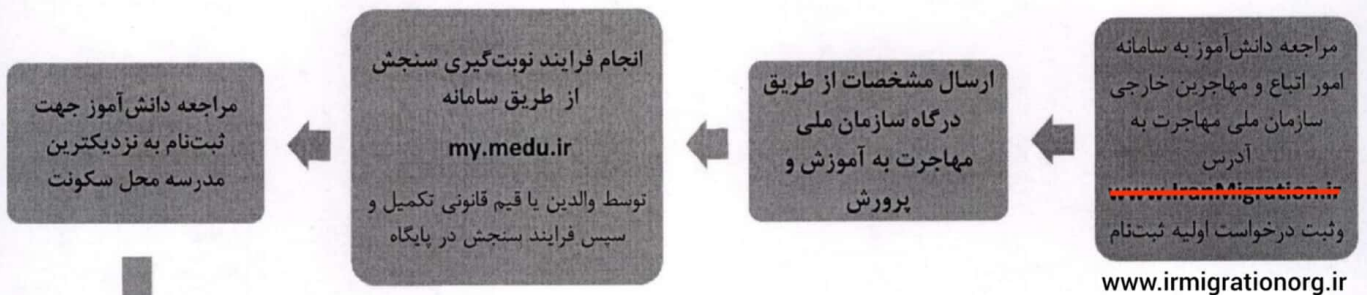 مراجعه دانش‌آموز به سامانه
امور اتباع و مهاجرین خارجی
سازمان ملی مهاجرت به
آدرس
www.IranMigration.ir
وثبت درخواست اولیه ثبت‌نام
www.irmigrationorg.ir
ارسال مشخصات از طریق
درگاه سازمان ملی
مهاجرت به آموزش و
پرورش
انجام فرایند نوبت‌گیری سنجش
از طریق سامانه
my.medu.ir
توسط والدین یا قیم قانونی تکمیل و
سپس فرایند سنجش در پایگاه
مراجعه دانش‌آموز جهت
ثبت‌نام به نزدیکترین
مدرسه محل سکونت